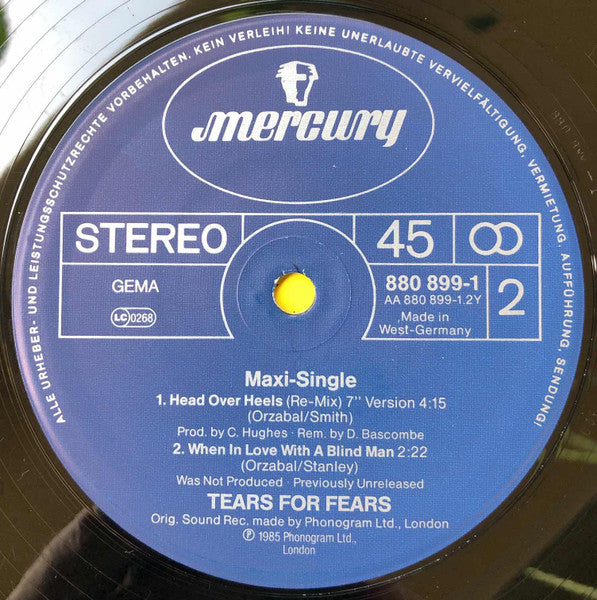 ALLE URHEBER- UND LEISTUNGSSCHUTZRECHTE VORBEHALTEN. KEIN VERLEIH! KEINE UNERLAUBTE VERVIELFÄLTIGUNG, VERMIETUNG, AUFFÜHRUNG, SENDUNG!
mercury
STEREO
45
GEMA
LC 0268
880 899-1
AA 880 899-1.2Y
Made in
West-Germany
2
Maxi-Single
1. Head Over Heels (Re-Mix) 7'' Version 4:15
(Orzabal/Smith)
Prod. by C. Hughes · Rem. by D. Bascombe
2. When In Love With A Blind Man 2:22
(Orzabal/Stanley)
Was Not Produced · Previously Unreleased
TEARS FOR FEARS
Orig. Sound Rec. made by Phonogram Ltd., London
℗ 1985 Phonogram Ltd.,
London